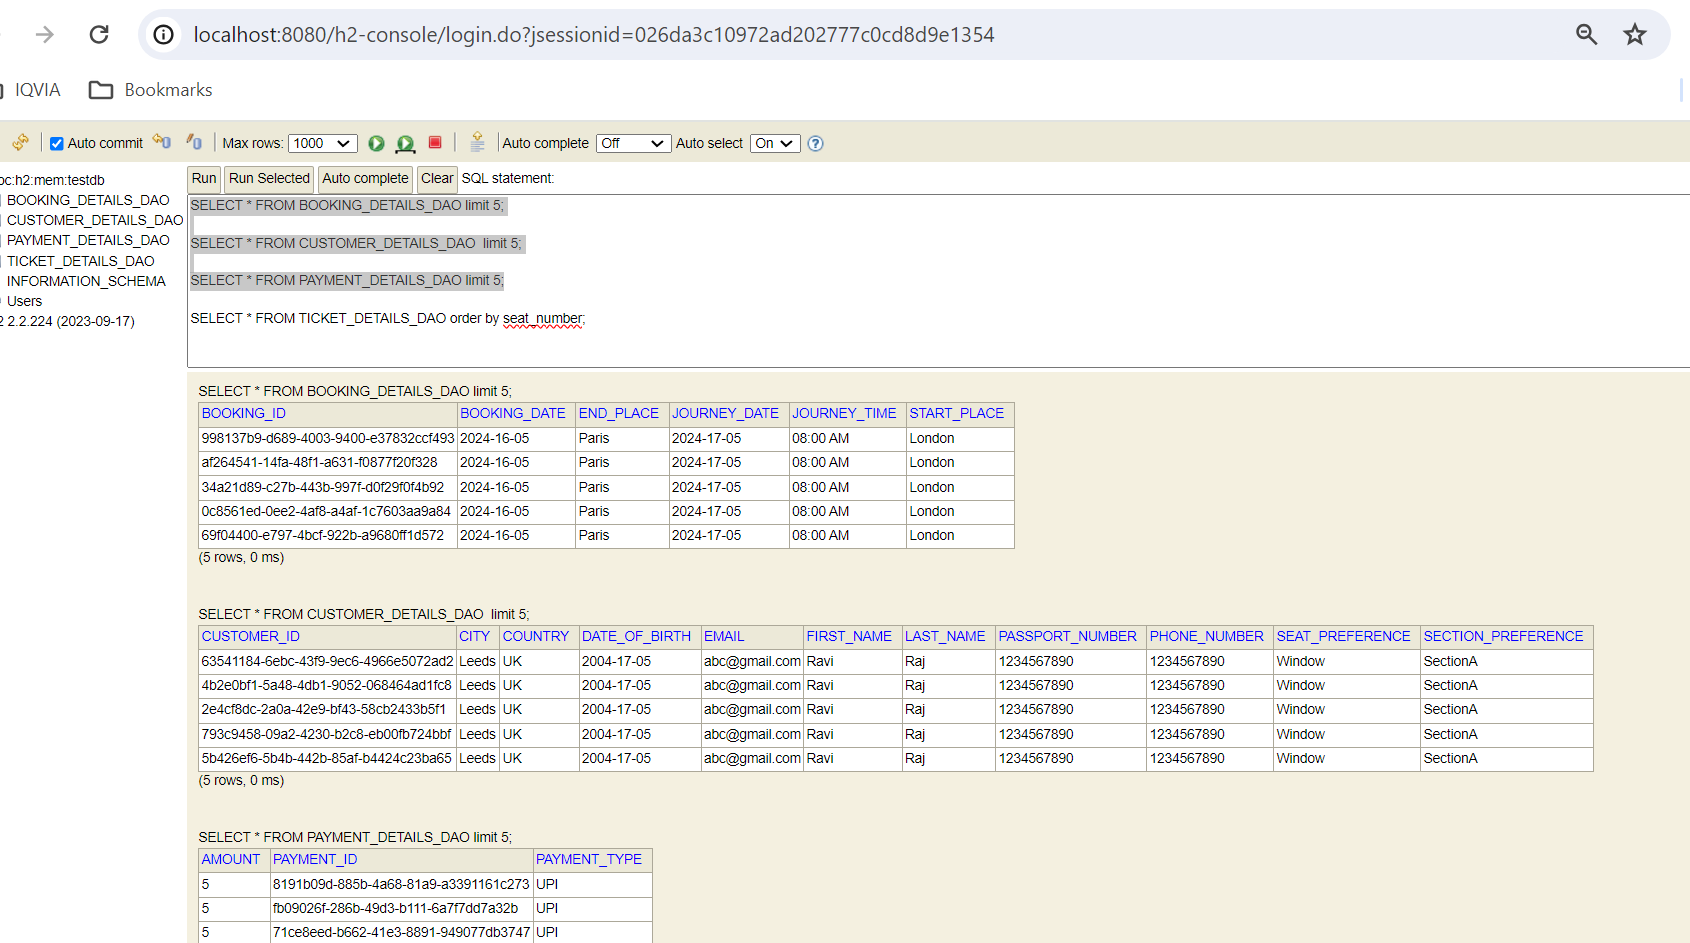 localhost:8080/h2-console/login.do?jsessionid=026da3c10972ad202777c0cd8d9e1354
IQVIA Bookmarks
Auto commit Max rows: 1000 Auto complete Off Auto select On ?
oc:h2:mem:testdb
BOOKING_DETAILS_DAO
CUSTOMER_DETAILS_DAO
PAYMENT_DETAILS_DAO
TICKET_DETAILS_DAO
INFORMATION_SCHEMA
Users
2 2.2.224 (2023-09-17)
Run Run Selected Auto complete Clear SQL statement:
SELECT * FROM BOOKING_DETAILS_DAO limit 5;
SELECT * FROM CUSTOMER_DETAILS_DAO  limit 5;
SELECT * FROM PAYMENT_DETAILS_DAO limit 5;
SELECT * FROM TICKET_DETAILS_DAO order by seat_number;
SELECT * FROM BOOKING_DETAILS_DAO limit 5;
BOOKING_ID BOOKING_DATE END_PLACE JOURNEY_DATE JOURNEY_TIME START_PLACE
998137b9-d689-4003-9400-e37832ccf493 2024-16-05 Paris 2024-17-05 08:00 AM London
af264541-14fa-48f1-a631-f0877f20f328 2024-16-05 Paris 2024-17-05 08:00 AM London
34a21d89-c27b-443b-997f-d0f29f0f4b92 2024-16-05 Paris 2024-17-05 08:00 AM London
0c8561ed-0ee2-4af8-a4af-1c7603aa9a84 2024-16-05 Paris 2024-17-05 08:00 AM London
69f04400-e797-4bcf-922b-a9680ff1d572 2024-16-05 Paris 2024-17-05 08:00 AM London
(5 rows, 0 ms)
SELECT * FROM CUSTOMER_DETAILS_DAO  limit 5;
CUSTOMER_ID CITY COUNTRY DATE_OF_BIRTH EMAIL FIRST_NAME LAST_NAME PASSPORT_NUMBER PHONE_NUMBER SEAT_PREFERENCE SECTION_PREFERENCE
63541184-6ebc-43f9-9ec6-4966e5072ad2 Leeds UK 2004-17-05 abc@gmail.com Ravi Raj 1234567890 1234567890 Window SectionA
4b2e0bf1-5a48-4db1-9052-068464ad1fc8 Leeds UK 2004-17-05 abc@gmail.com Ravi Raj 1234567890 1234567890 Window SectionA
2e4cf8dc-2a0a-42e9-bf43-58cb2433b5f1 Leeds UK 2004-17-05 abc@gmail.com Ravi Raj 1234567890 1234567890 Window SectionA
793c9458-09a2-4230-b2c8-eb00fb724bbf Leeds UK 2004-17-05 abc@gmail.com Ravi Raj 1234567890 1234567890 Window SectionA
5b426ef6-5b4b-442b-85af-b4424c23ba65 Leeds UK 2004-17-05 abc@gmail.com Ravi Raj 1234567890 1234567890 Window SectionA
(5 rows, 0 ms)
SELECT * FROM PAYMENT_DETAILS_DAO limit 5;
AMOUNT PAYMENT_ID PAYMENT_TYPE
5 8191b09d-885b-4a68-81a9-a3391161c273 UPI
5 fb09026f-286b-49d3-b111-6a7f7dd7a32b UPI
5 71ce8eed-b662-41e3-8891-949077db3747 UPI